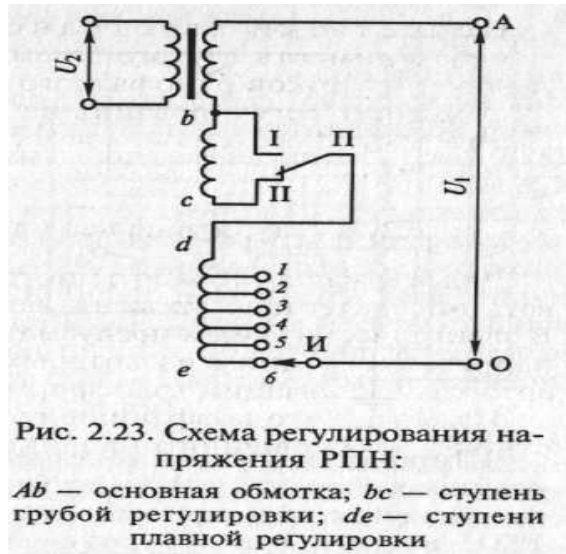 U₂
A
b
I
П
c
П
U₁
d
1
2
3
4
5
e
6
И
О
Рис. 2.23. Схема регулирования на-
пряжения РПН:
Ab — основная обмотка; bc — ступень
грубой регулировки; de — ступени
плавной регулировки